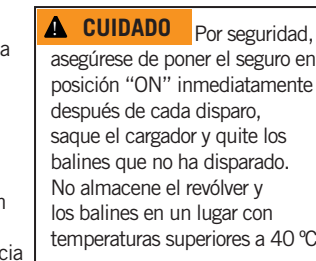 a
n
cia
CUIDADO Por seguridad,
asegúrese de poner el seguro en
posición “ON” inmediatamente
después de cada disparo,
saque el cargador y quite los
balines que no ha disparado.
No almacene el revólver y
los balines en un lugar con
temperaturas superiores a 40 ºC